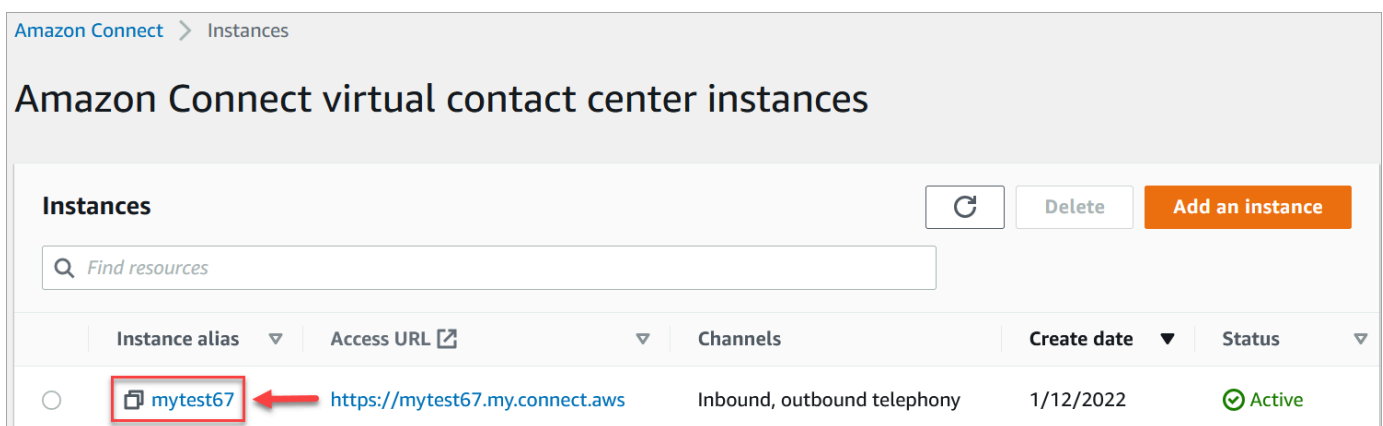 Amazon Connect > Instances
Amazon Connect virtual contact center instances
Instances
Delete
Add an instance
Find resources
Instance alias Access URL Channels Create date Status
mytest67 https://mytest67.my.connect.aws Inbound, outbound telephony 1/12/2022 Active